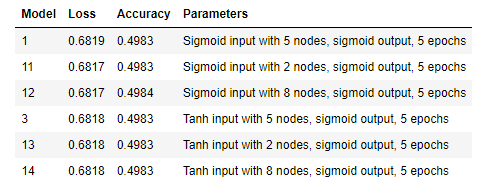 Model Loss Accuracy Parameters
1 0.6819 0.4983 Sigmoid input with 5 nodes, sigmoid output, 5 epochs
11 0.6817 0.4983 Sigmoid input with 2 nodes, sigmoid output, 5 epochs
12 0.6817 0.4984 Sigmoid input with 8 nodes, sigmoid output, 5 epochs
3 0.6818 0.4983 Tanh input with 5 nodes, sigmoid output, 5 epochs
13 0.6818 0.4983 Tanh input with 2 nodes, sigmoid output, 5 epochs
14 0.6818 0.4983 Tanh input with 8 nodes, sigmoid output, 5 epochs